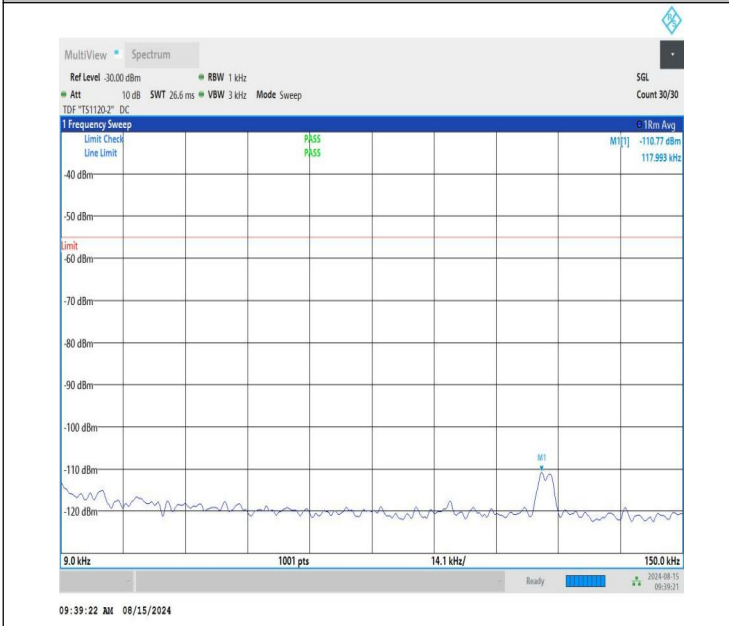 MultiView Spectrum
Ref Level -30.00 dBm RBW 1 kHz SGL
Att 10 dB SWT 26.6 ms VBW 3 kHz Mode Sweep Count 30/30
TDF "TS1120-2" DC
1 Frequency Sweep 1Rm Avg
Limit Check PASS M1[1] -110.77 dBm
Line Limit PASS 117.993 kHz
-40 dBm
-50 dBm
Limit
-60 dBm
-70 dBm
-80 dBm
-90 dBm
-100 dBm
M1
-110 dBm
-120 dBm
9.0 kHz 1001 pts 14.1 kHz/ 150.0 kHz
Ready 2024-08-15
09:39:21
09:39:22 AM 08/15/2024